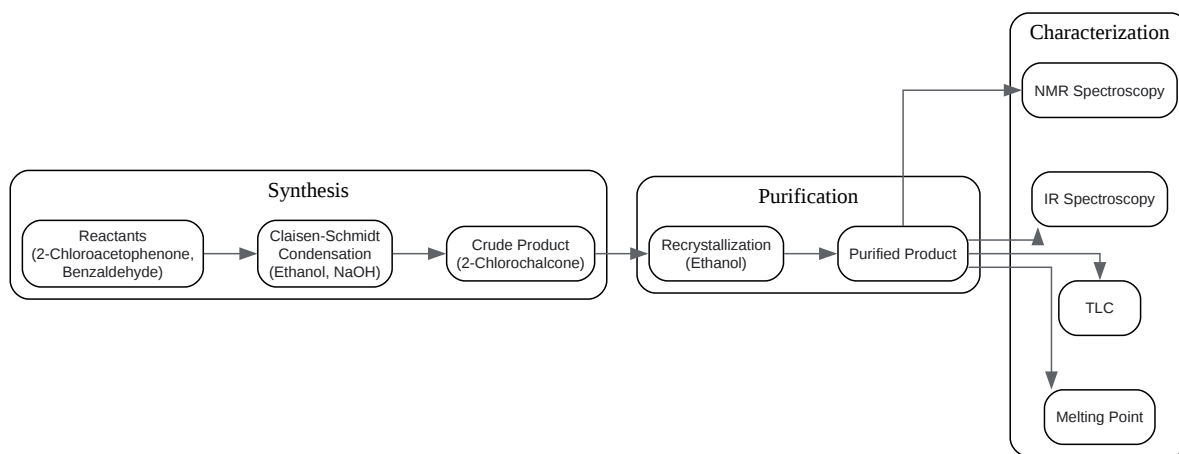 Synthesis
Reactants
(2-Chloroacetophenone,
Benzaldehyde)
Claisen-Schmidt
Condensation
(Ethanol, NaOH)
Crude Product
(2-Chlorochalcone)
Purification
Recrystallization
(Ethanol)
Purified Product
Characterization
NMR Spectroscopy
IR Spectroscopy
TLC
Melting Point